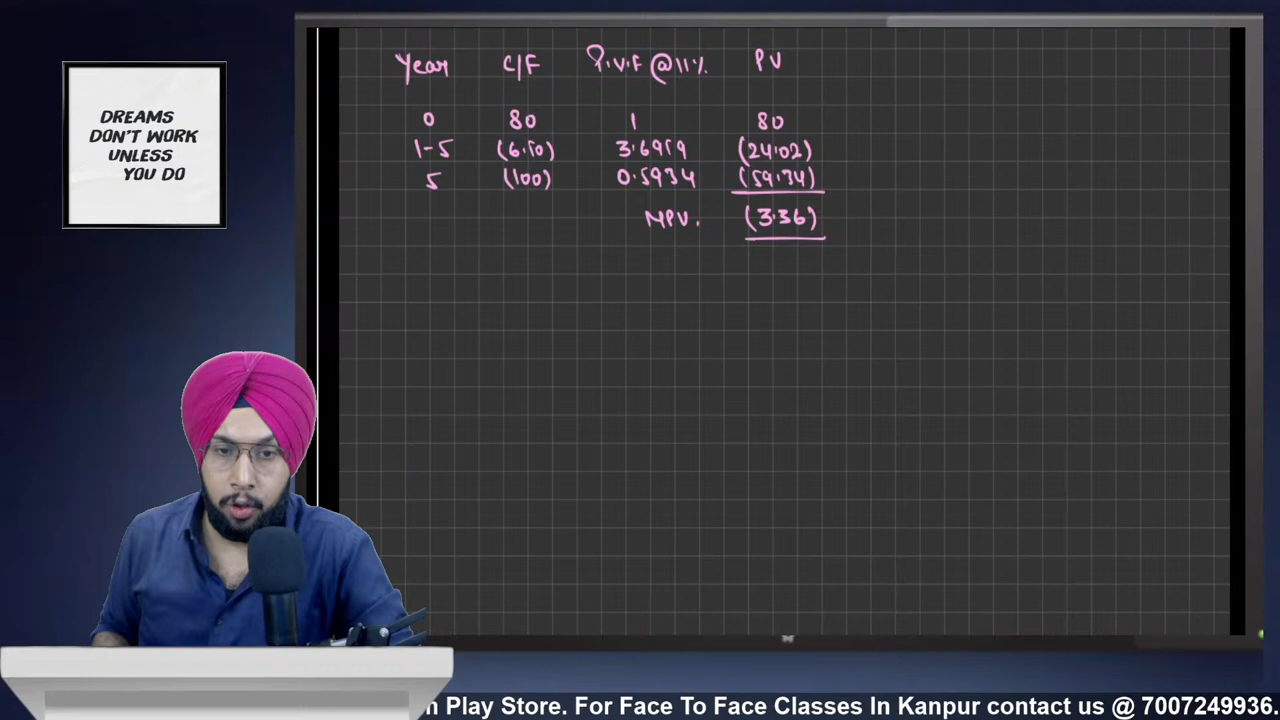 DREAMS
DON'T WORK
UNLESS
YOU DO
Year C/F P.V.F @11% PV
0 80 1 80
1-5 (6.50) 3.6959 (24.02)
5 (100) 0.5934 (59.34)
NPV. (3.36)
n Play Store. For Face To Face Classes In Kanpur contact us @ 7007249936.